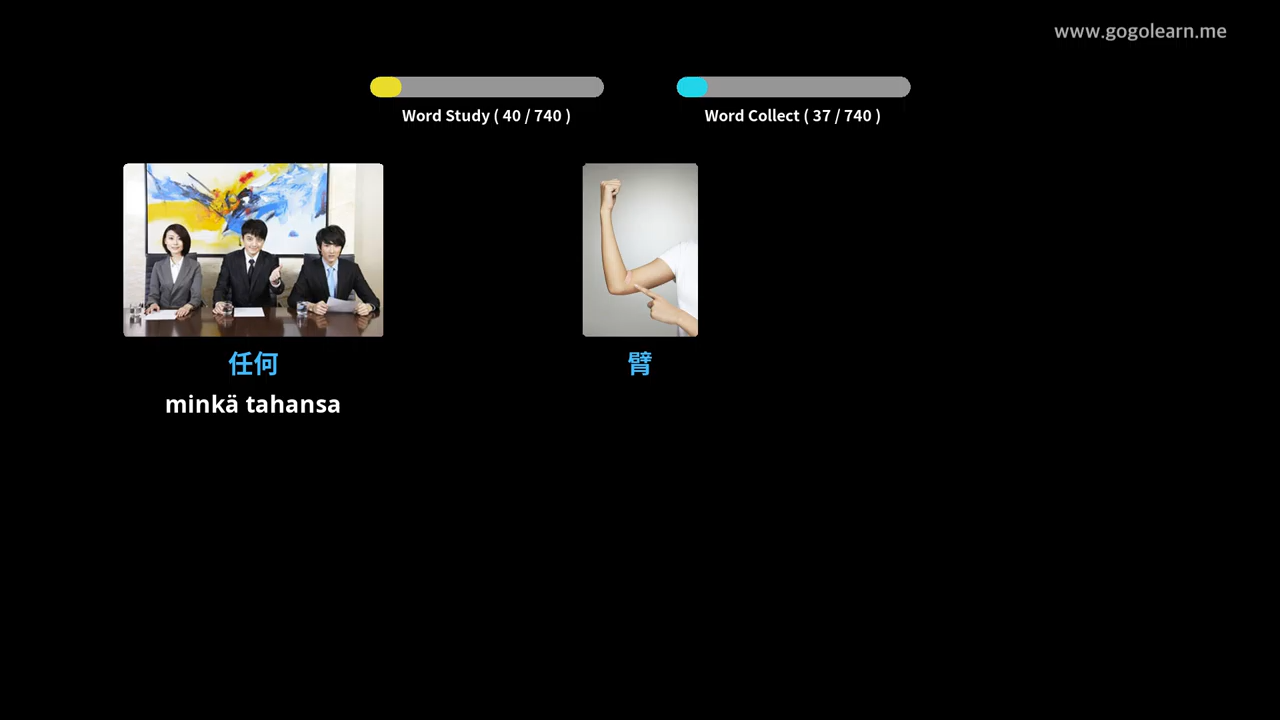 www.gogolearn.me
Word Study ( 40 / 740 )
Word Collect ( 37 / 740 )
任何
臂
minkä tahansa